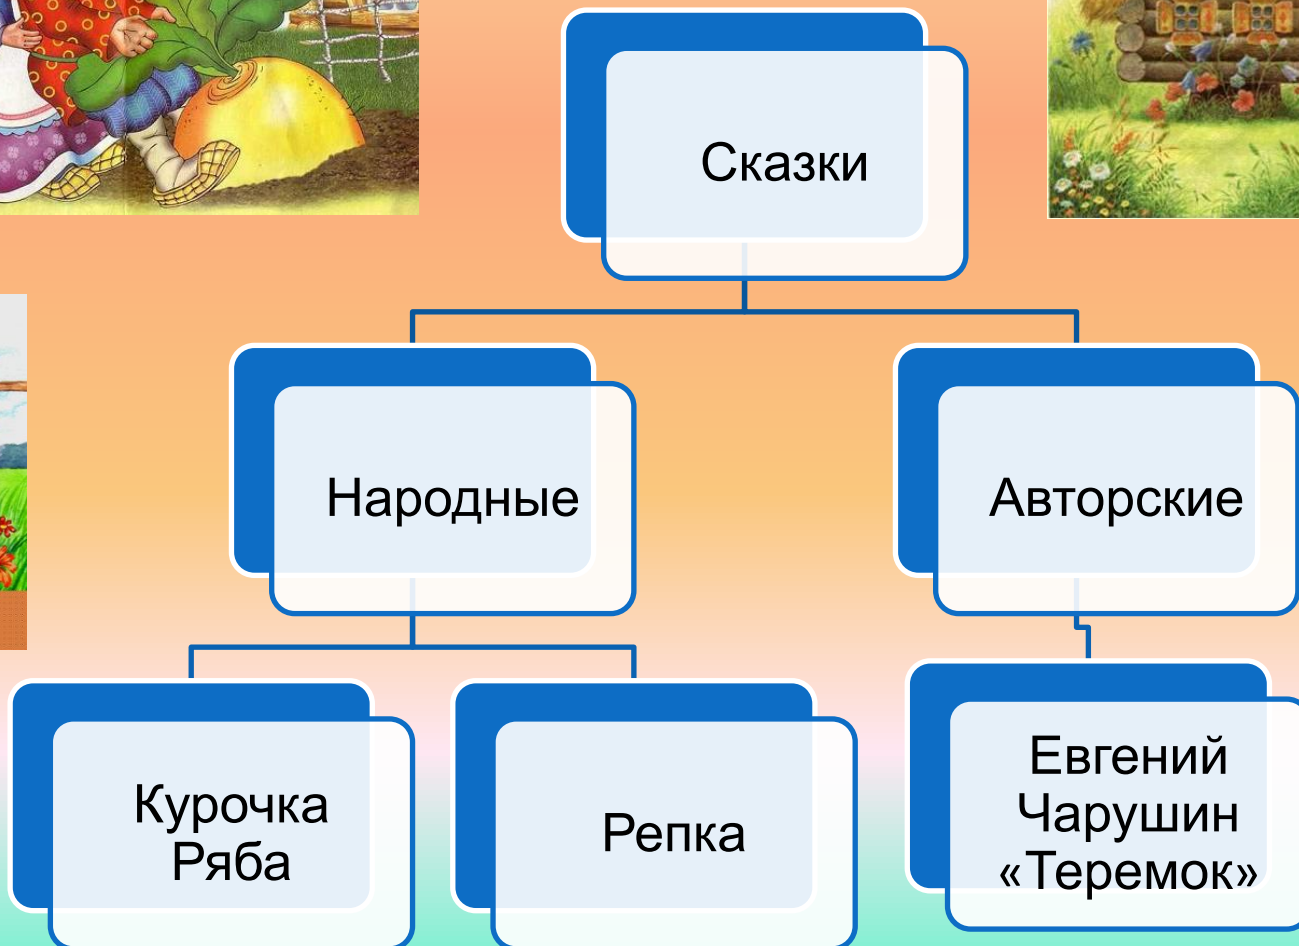 Сказки
Народные
Авторские
Курочка
Ряба
Репка
Евгений
Чарушин
«Теремок»